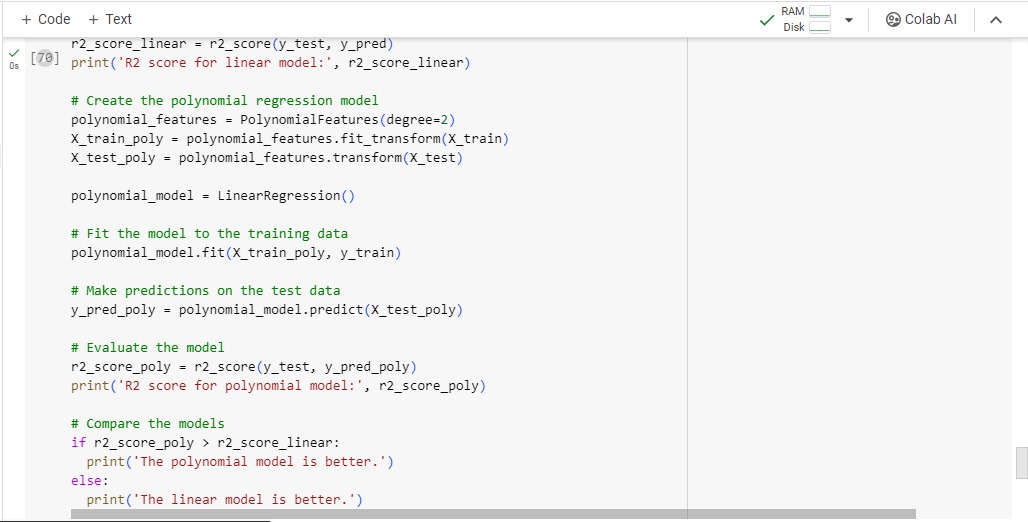 + Code + Text
RAM
Disk
Colab AI
0s
[70]
r2_score_linear = r2_score(y_test, y_pred)
print('R2 score for linear model:', r2_score_linear)
# Create the polynomial regression model
polynomial_features = PolynomialFeatures(degree=2)
X_train_poly = polynomial_features.fit_transform(X_train)
X_test_poly = polynomial_features.transform(X_test)
polynomial_model = LinearRegression()
# Fit the model to the training data
polynomial_model.fit(X_train_poly, y_train)
# Make predictions on the test data
y_pred_poly = polynomial_model.predict(X_test_poly)
# Evaluate the model
r2_score_poly = r2_score(y_test, y_pred_poly)
print('R2 score for polynomial model:', r2_score_poly)
# Compare the models
if r2_score_poly > r2_score_linear:
  print('The polynomial model is better.')
else:
  print('The linear model is better.')